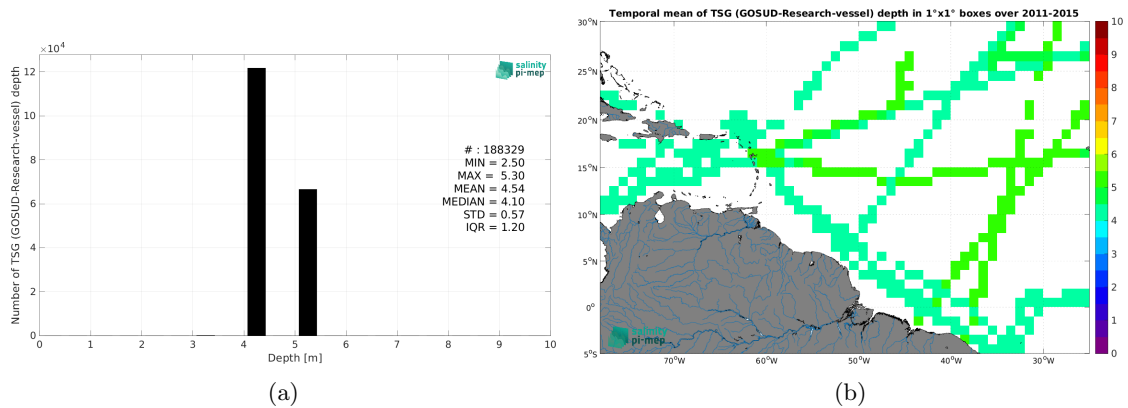 ×10⁴
12
10
8
6
4
2
0
0 1 2 3 4 5 6 7 8 9 10
Number of TSG (GOSUD-Research-vessel) depth
Depth [m]
salinity
pi-mep
# : 188329
MIN = 2.50
MAX = 5.30
MEAN = 4.54
MEDIAN = 4.10
STD = 0.57
IQR = 1.20
(a)
Temporal mean of TSG (GOSUD-Research-vessel) depth in 1°x1° boxes over 2011-2015
30°N
25°N
20°N
15°N
10°N
5°N
0°
5°S
70°W 60°W 50°W 40°W 30°W
salinity
pi-mep
10
9
8
7
6
5
4
3
2
1
0
(b)